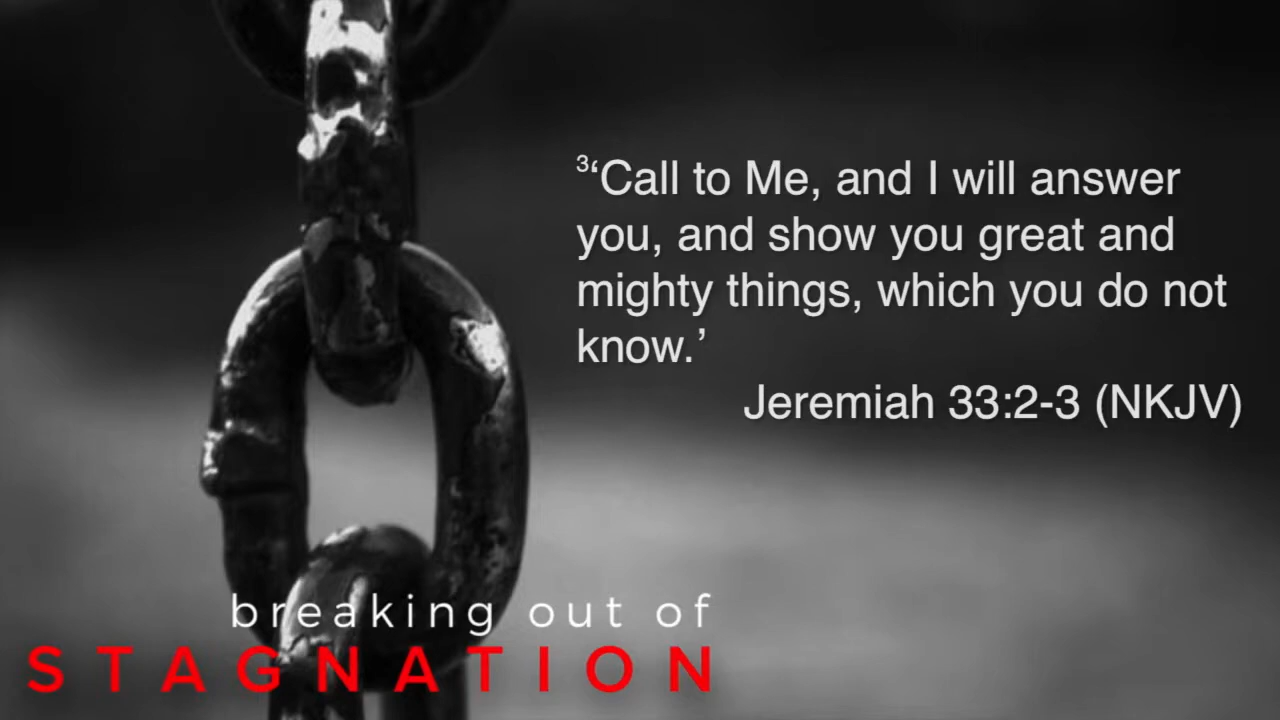 ³‘Call to Me, and I will answer
you, and show you great and
mighty things, which you do not
know.’
Jeremiah 33:2-3 (NKJV)
breaking out of
STAGNATION